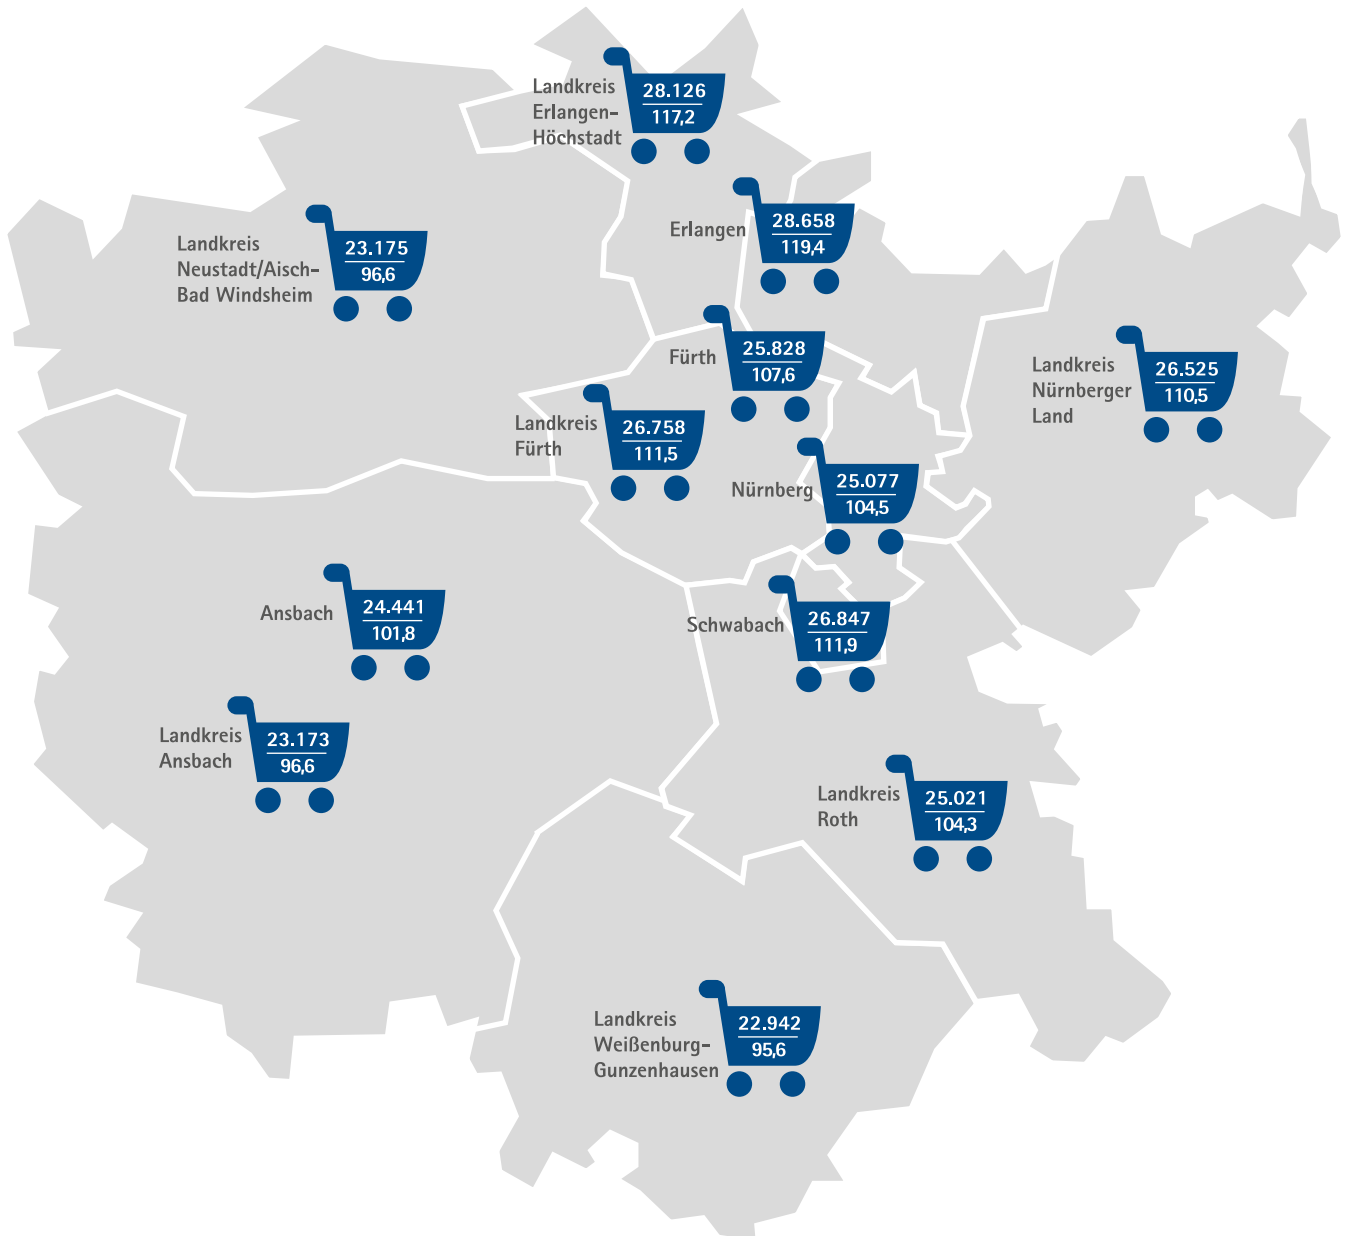 Landkreis
Erlangen-
Höchstadt
28.126
117,2
Erlangen
28.658
119,4
Landkreis
Neustadt/Aisch-
Bad Windsheim
23.175
96,6
Fürth
25.828
107,6
Landkreis
Nürnberger
Land
26.525
110,5
Landkreis
Fürth
26.758
111,5
Nürnberg
25.077
104,5
Ansbach
24.441
101,8
Schwabach
26.847
111,9
Landkreis
Ansbach
23.173
96,6
Landkreis
Roth
25.021
104,3
Landkreis
Weißenburg-
Gunzenhausen
22.942
95,6